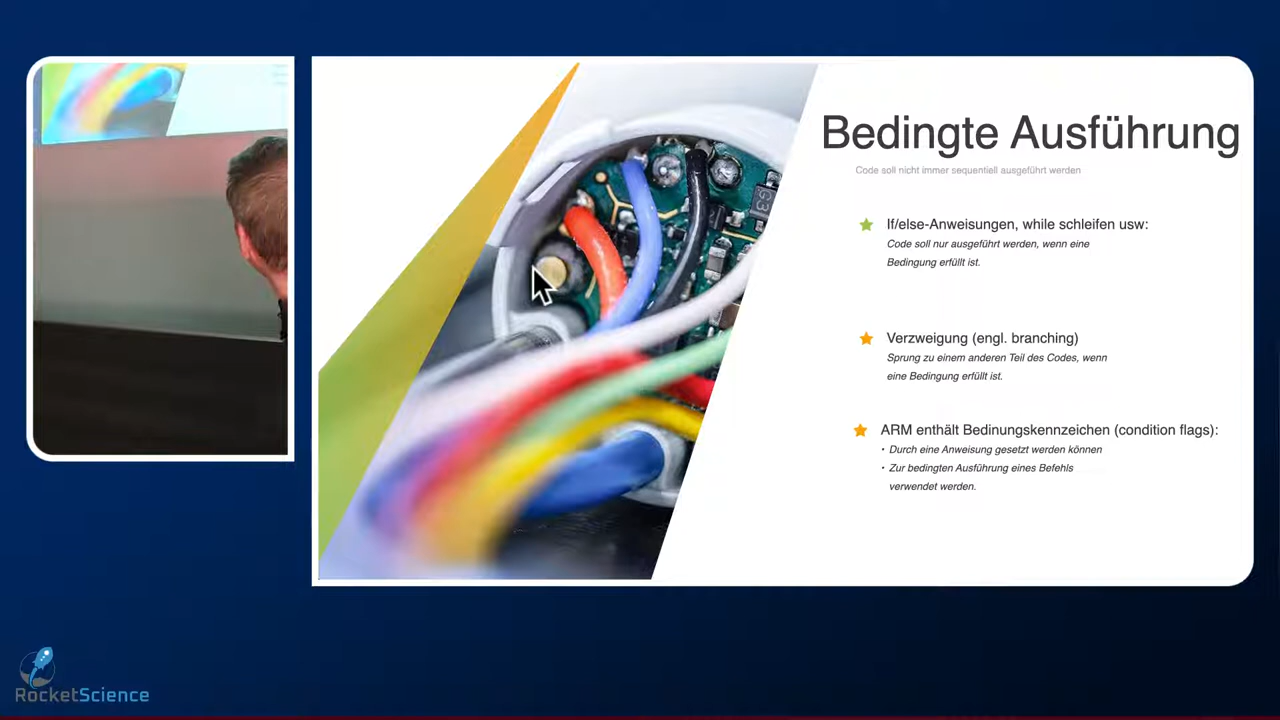 Bedingte Ausführung
Code soll nicht immer sequentiell ausgeführt werden
If/else-Anweisungen, while schleifen usw:
Code soll nur ausgeführt werden, wenn eine
Bedingung erfüllt ist.
Verzweigung (engl. branching)
Sprung zu einem anderen Teil des Codes, wenn
eine Bedingung erfüllt ist.
ARM enthält Bedinungskennzeichen (condition flags):
• Durch eine Anweisung gesetzt werden können
• Zur bedingten Ausführung eines Befehls
verwendet werden.
RocketScience